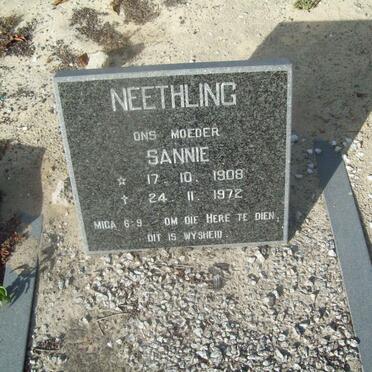 NEETHLING
ONS MOEDER
SANNIE
☆ 17. 10. 1908
✝ 24. 11. 1972
MIGA 6-9. OM DIE HERE TE DIEN,
DIT IS WYSHEID.